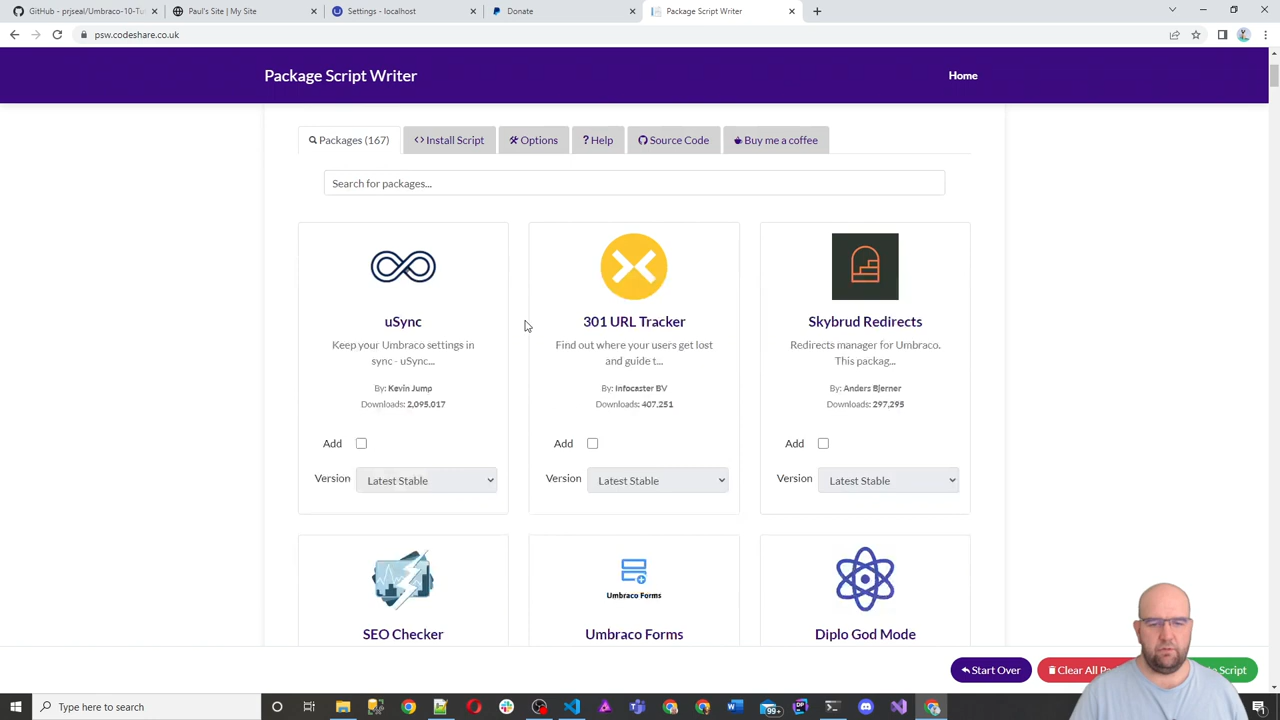 GitHub - prjseal/Umbraco-10-Tut
Paul's Site | My Site
Settings - localhost
Donate
Package Script Writer
psw.codeshare.co.uk
Package Script Writer
Home
Packages (167)
Install Script
Options
Help
Source Code
Buy me a coffee
Search for packages...
uSync
Keep your Umbraco settings in
sync - uSync...
By: Kevin Jump
Downloads: 2,095,017
Add
Version
Latest Stable
301 URL Tracker
Find out where your users get lost
and guide t...
By: Infocaster BV
Downloads: 407,251
Add
Version
Latest Stable
Skybrud Redirects
Redirects manager for Umbraco.
This packag...
By: Anders Bjerner
Downloads: 297,295
Add
Version
Latest Stable
SEO Checker
Umbraco Forms
Umbraco Forms
Diplo God Mode
Start Over
Clear All
Script
Type here to search
99+